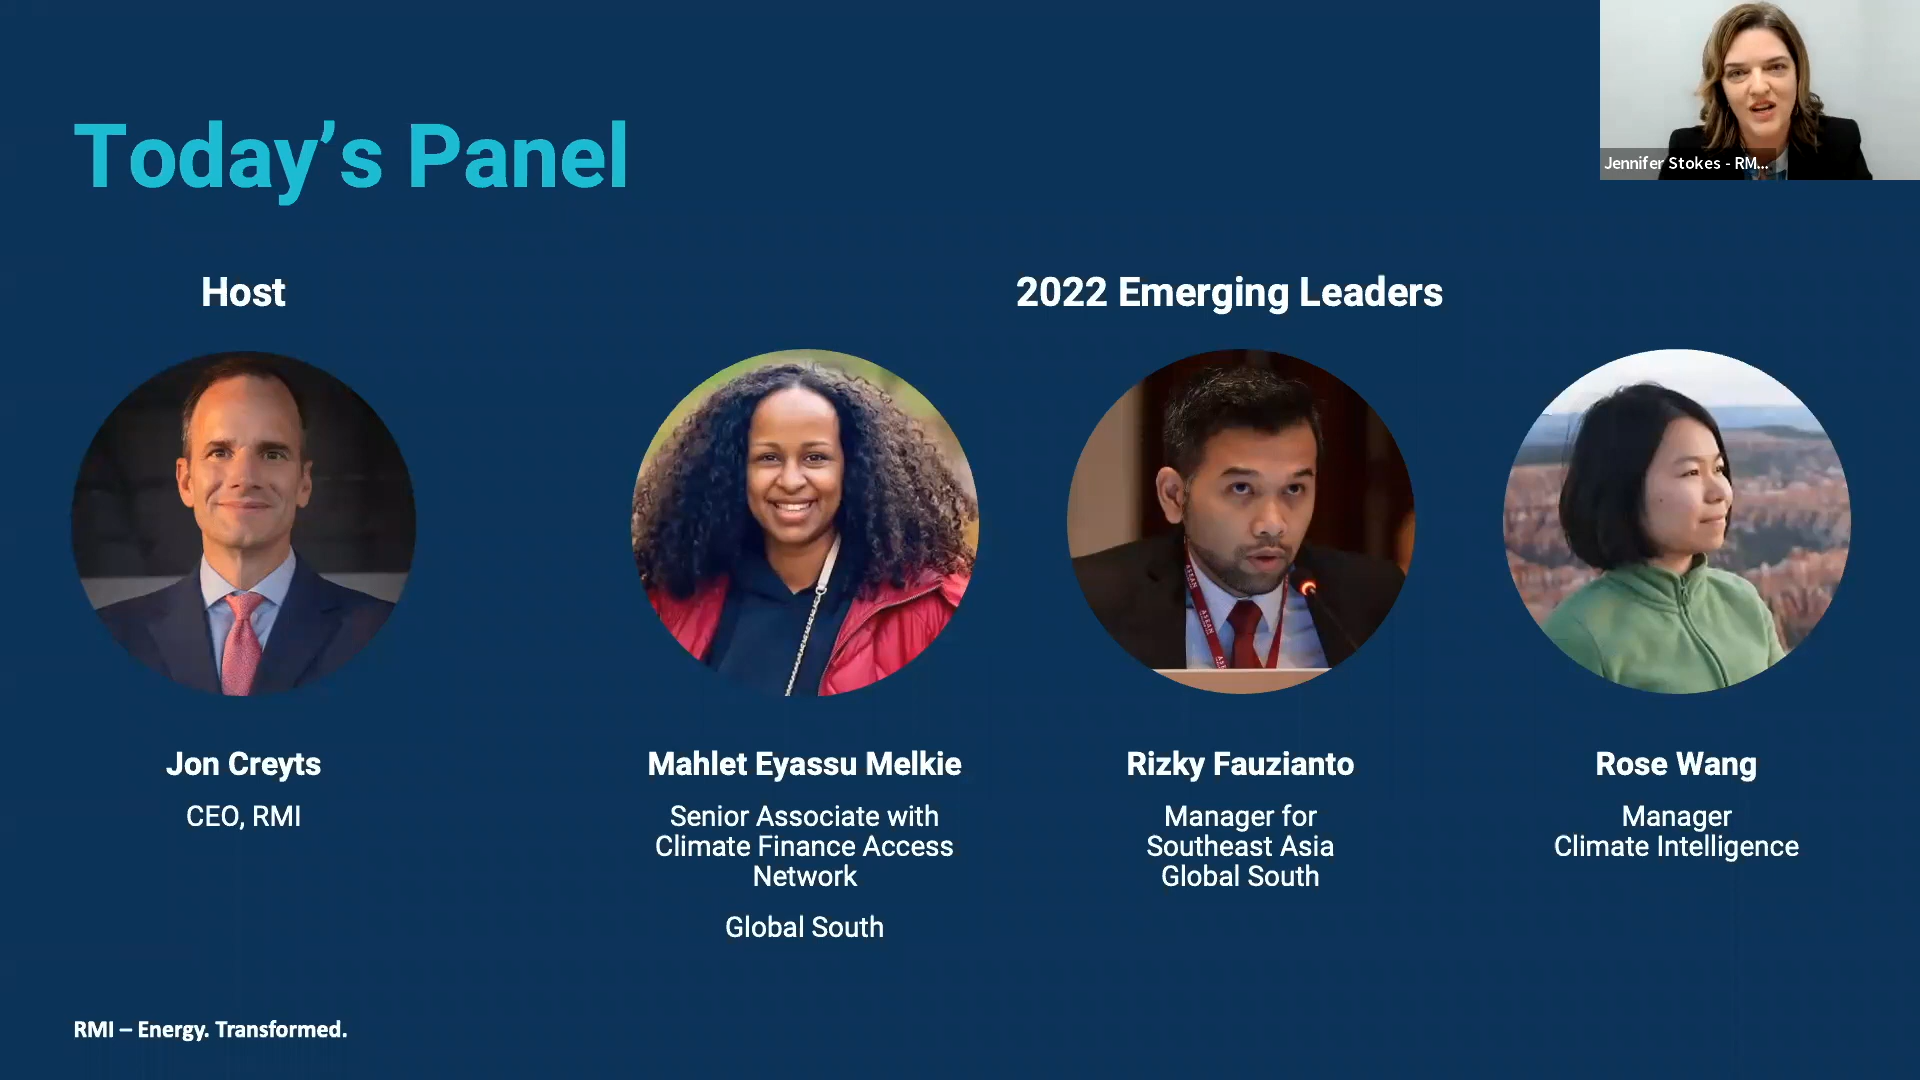 Today’s Panel
Jennifer Stokes - RM...
Host
2022 Emerging Leaders
ASEAN
Jon Creyts
CEO, RMI
Mahlet Eyassu Melkie
Senior Associate with
Climate Finance Access
Network
Global South
Rizky Fauzianto
Manager for
Southeast Asia
Global South
Rose Wang
Manager
Climate Intelligence
RMI – Energy. Transformed.